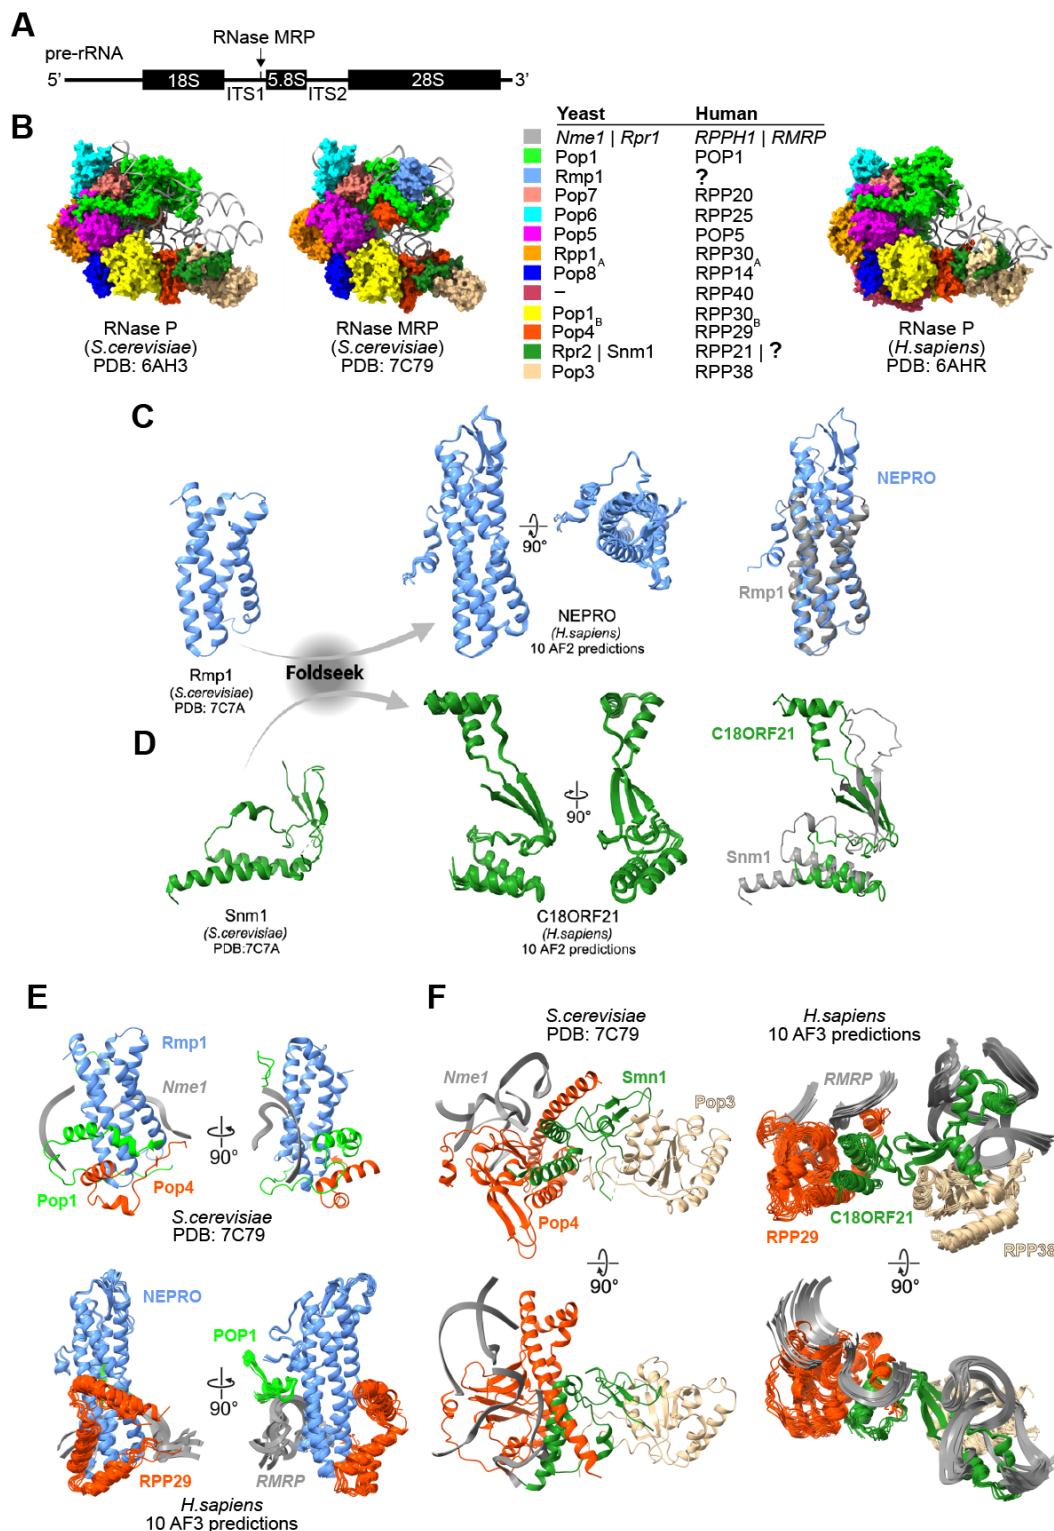 A
RNase MRP
pre-rRNA
5’
18S
5.8S
28S
3’
ITS1
ITS2
B
Yeast Human
Nme1 | Rpr1 RPPH1 | RMRP
Pop1 POP1
Rmp1 ?
Pop7 RPP20
Pop6 RPP25
Pop5 POP5
Rpp1A RPP30A
Pop8 RPP14
– RPP40
Pop1B RPP30B
Pop4 RPP29
Rpr2 | Snm1 RPP21 | ?
Pop3 RPP38
RNase P
(S.cerevisiae)
PDB: 6AH3
RNase MRP
(S.cerevisiae)
PDB: 7C79
RNase P
(H.sapiens)
PDB: 6AHR
C
Rmp1
(S.cerevisiae)
PDB: 7C7A
Foldseek
90°
NEPRO
(H.sapiens)
10 AF2 predictions
NEPRO
Rmp1
D
Snm1
(S.cerevisiae)
PDB:7C7A
90°
C18ORF21
(H.sapiens)
10 AF2 predictions
C18ORF21
Snm1
E
Rmp1
Nme1
90°
Pop1
Pop4
S.cerevisiae
PDB: 7C79
NEPRO
POP1
90°
RPP29
RMRP
H.sapiens
10 AF3 predictions
F
S.cerevisiae
PDB: 7C79
Nme1
Smn1
Pop3
Pop4
90°
H.sapiens
10 AF3 predictions
RMRP
C18ORF21
RPP29
RPP38
90°